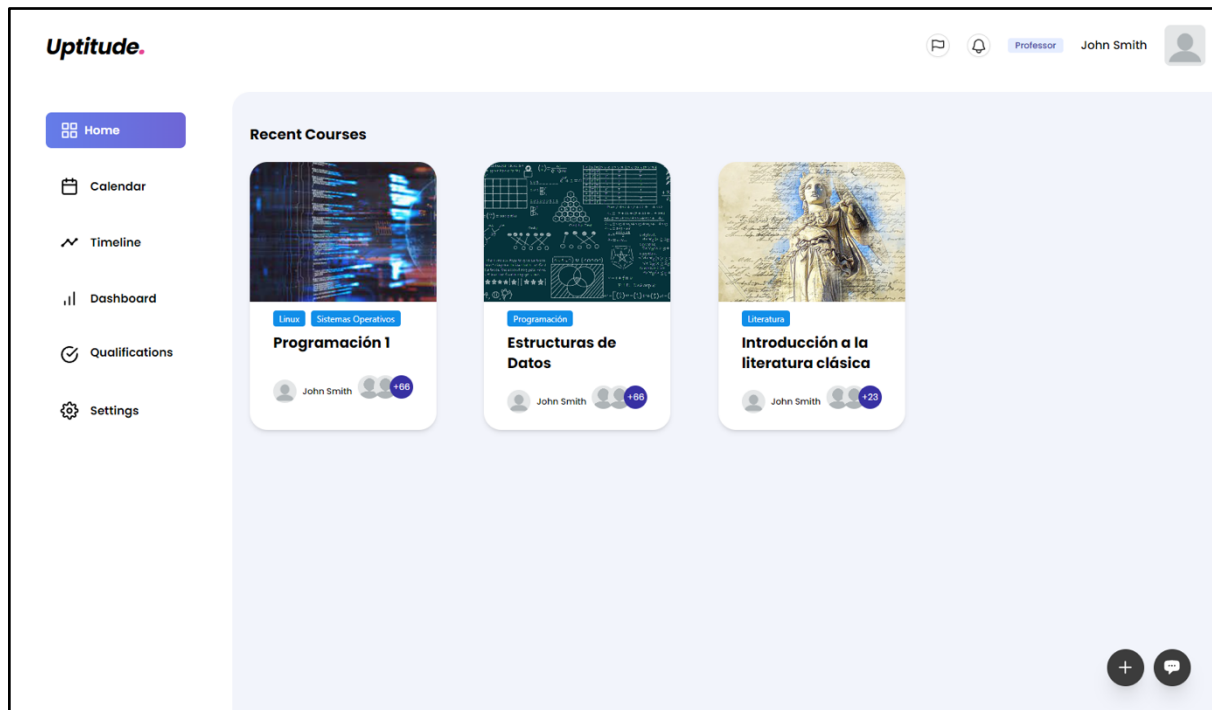 Uptitude.
Professor
John Smith
Home
Calendar
Timeline
Dashboard
Qualifications
Settings
Recent Courses
Linux
Sistemas Operativos
Programación 1
John Smith
+66
Programación
Estructuras de
Datos
John Smith
+66
Literatura
Introducción a la
literatura clásica
John Smith
+23